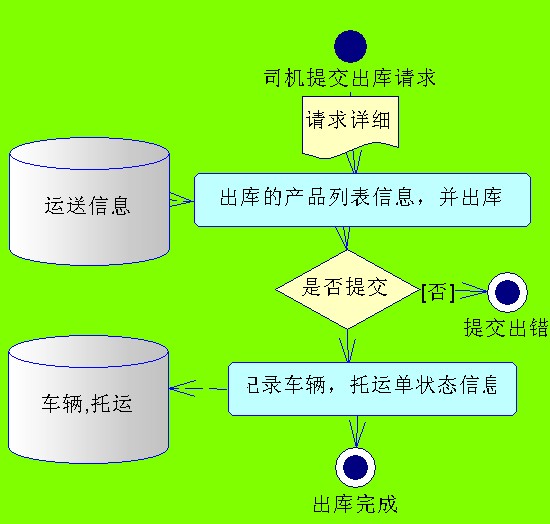 司机提交出库请求
请求详细
运送信息
出库的产品列表信息，并出库
是否提交
[否]
提交出错
车辆,托运
记录车辆，托运单状态信息
出库完成